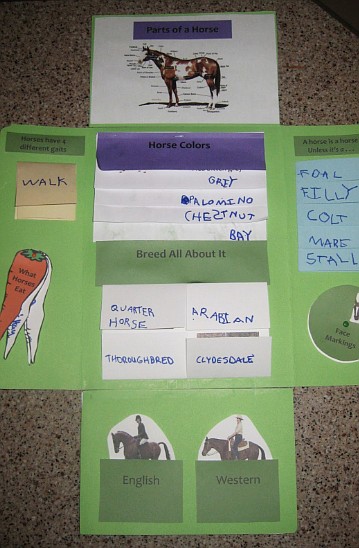 Parts of a Horse
Horses have 4
different gaits
WALK
What
Horses
Eat
Horse Colors
GREY
PALOMINO
CHESTNUT
BAY
Breed All About It
QUARTER
HORSE
ARABIAN
THOROUGHBRED
CLYDESDALE
A horse is a horse
Unless it's a . . .
FOAL
FILLY
COLT
MARE
STALL
Face
Markings
English
Western